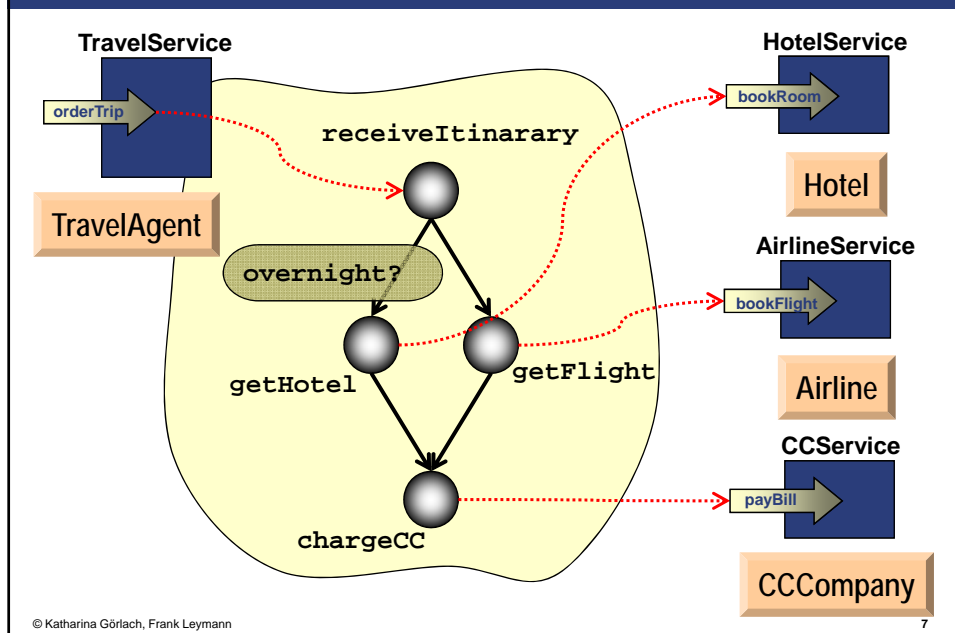 TravelService
orderTrip
TravelAgent
receiveItinarary
overnight?
getHotel
getFlight
chargeCC
HotelService
bookRoom
Hotel
AirlineService
bookFlight
Airline
CCService
payBill
CCCompany
© Katharina Görlach, Frank Leymann
7